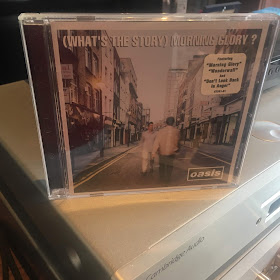 (WHAT'S THE STORY) MORNING GLORY ?
Featuring
"Morning Glory"
"Wonderwall"
and
"Don't Look Back
In Anger"
oasis
Cambridge Audio